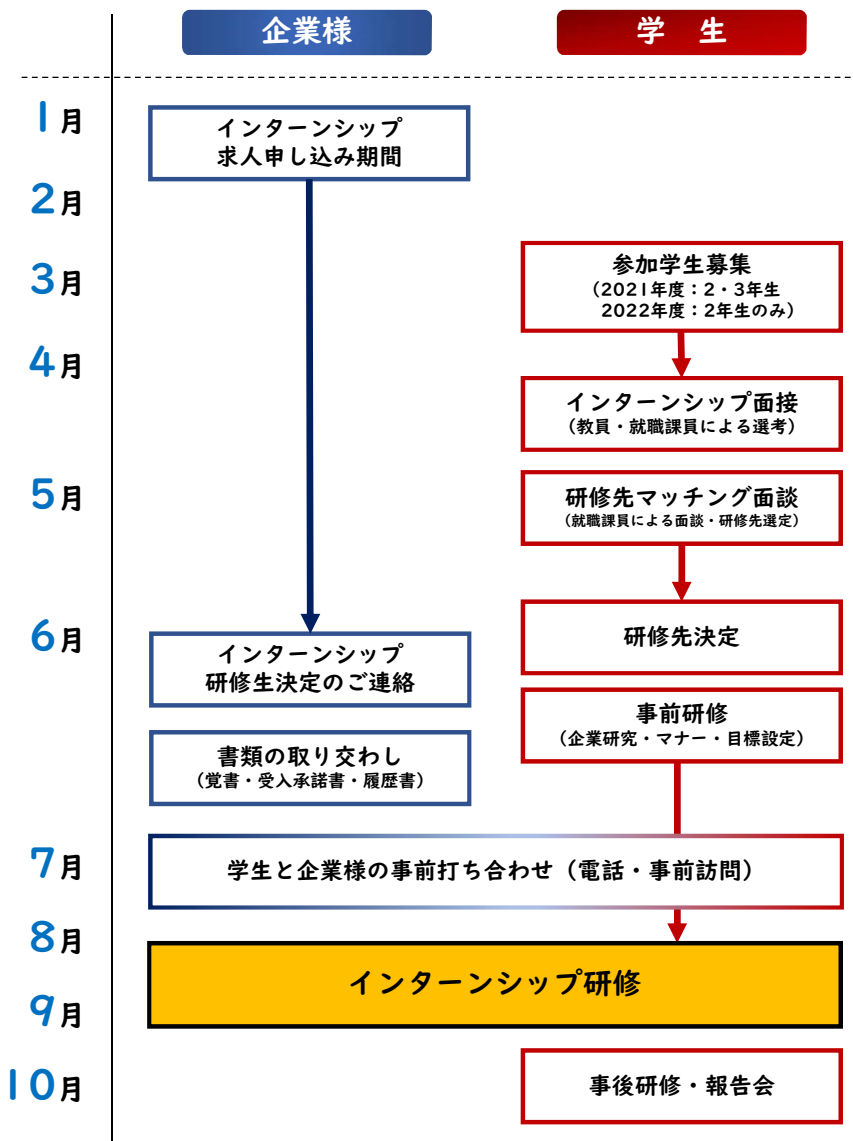 企業様
学　生
1月
インターンシップ
求人申し込み期間
2月
3月
参加学生募集
（2021年度：2・3年生
2022年度：2年生のみ）
4月
インターンシップ面接
（教員・就職課員による選考）
5月
研修先マッチング面談
（就職課員による面談・研修先選定）
6月
インターンシップ
研修生決定のご連絡
研修先決定
書類の取り交わし
（覚書・受入承諾書・履歴書）
事前研修
（企業研究・マナー・目標設定）
7月
学生と企業様の事前打ち合わせ（電話・事前訪問）
8月
インターンシップ研修
9月
10月
事後研修・報告会